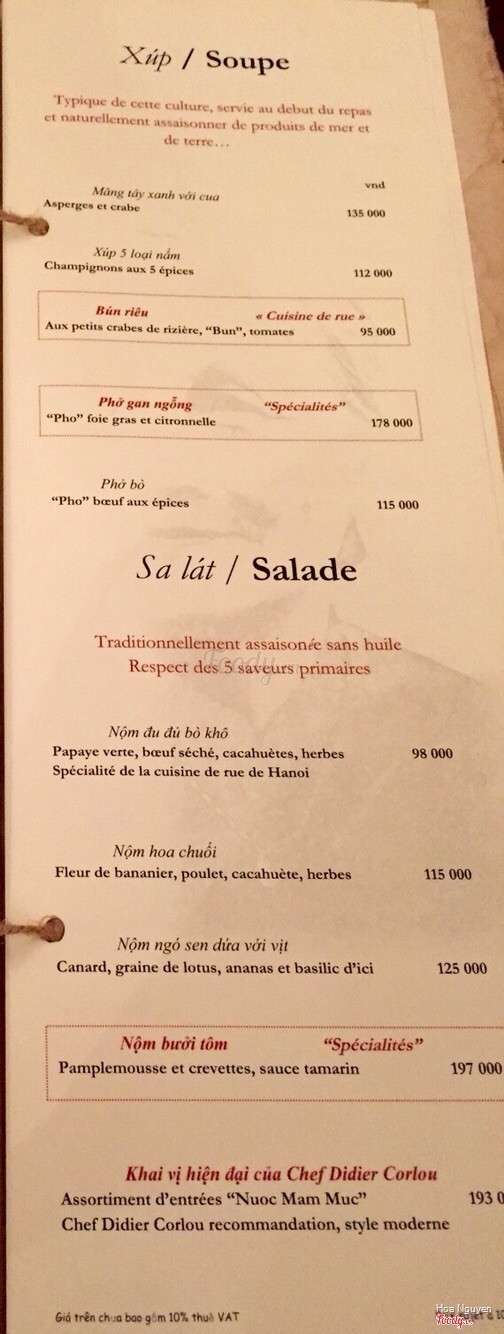 Xúp / Soupe
Typique de cette culture, servie au debut du repas
et naturellement assaisonner de produits de mer et
de terre…
vnd
Măng tây xanh với cua
Asperges et crabe 135 000
Xúp 5 loại nấm
Champignons aux 5 épices 112 000
Bún riêu « Cuisine de rue »
Aux petits crabes de rizière, “Bun”, tomates 95 000
Phở gan ngỗng “Spécialités”
“Pho” foie gras et citronnelle 178 000
Phở bò
“Pho” bœuf aux épices 115 000
Sa lát / Salade
Traditionnellement assaisonée sans huile
Respect des 5 saveurs primaires
Foody
Nộm đu đủ bò khô
Papaye verte, bœuf séché, cacahuètes, herbes 98 000
Spécialité de la cuisine de rue de Hanoi
Nộm hoa chuối
Fleur de bananier, poulet, cacahuète, herbes 115 000
Nộm ngó sen dứa với vịt
Canard, graine de lotus, ananas et basilic d’ici 125 000
Nộm bưởi tôm “Spécialités”
Pamplemousse et crevettes, sauce tamarin 197 000
Khai vị hiện đại của Chef Didier Corlou
Assortiment d’entrées “Nuoc Mam Muc” 193 0
Chef Didier Corlou recommandation, style moderne
Hoa Nguyen
Giá trên chưa bao gồm 10% thuế VAT
Foody.vn